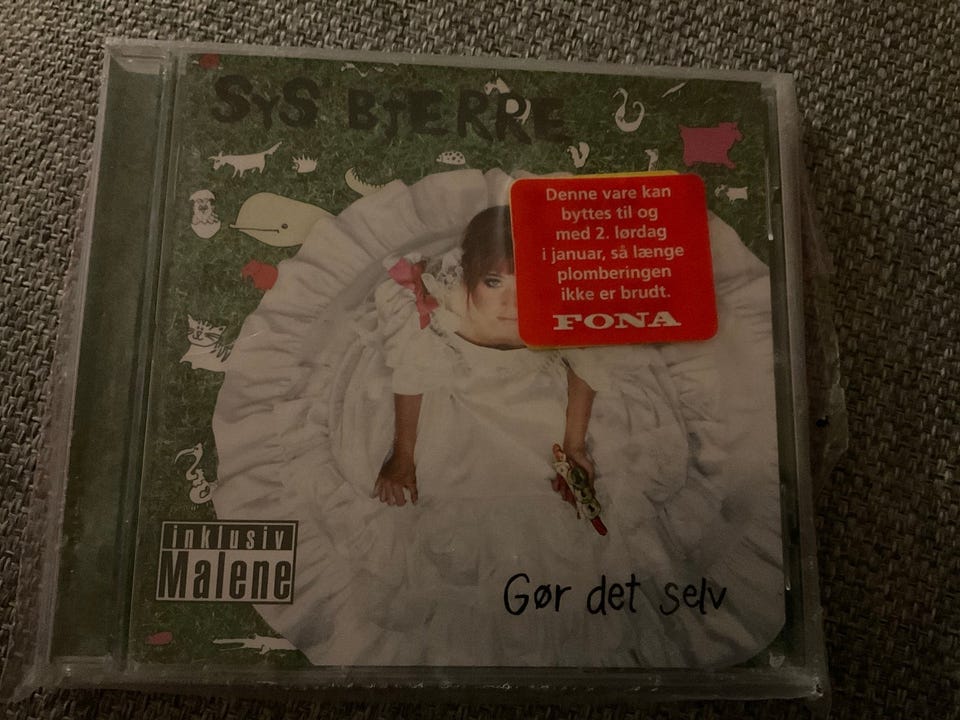 SYS BJERRE
Denne vare kan
byttes til og
med 2. lørdag
i januar, så længe
plomberingen
ikke er brudt.
FONA
inklusiv
Malene
Gør det selv